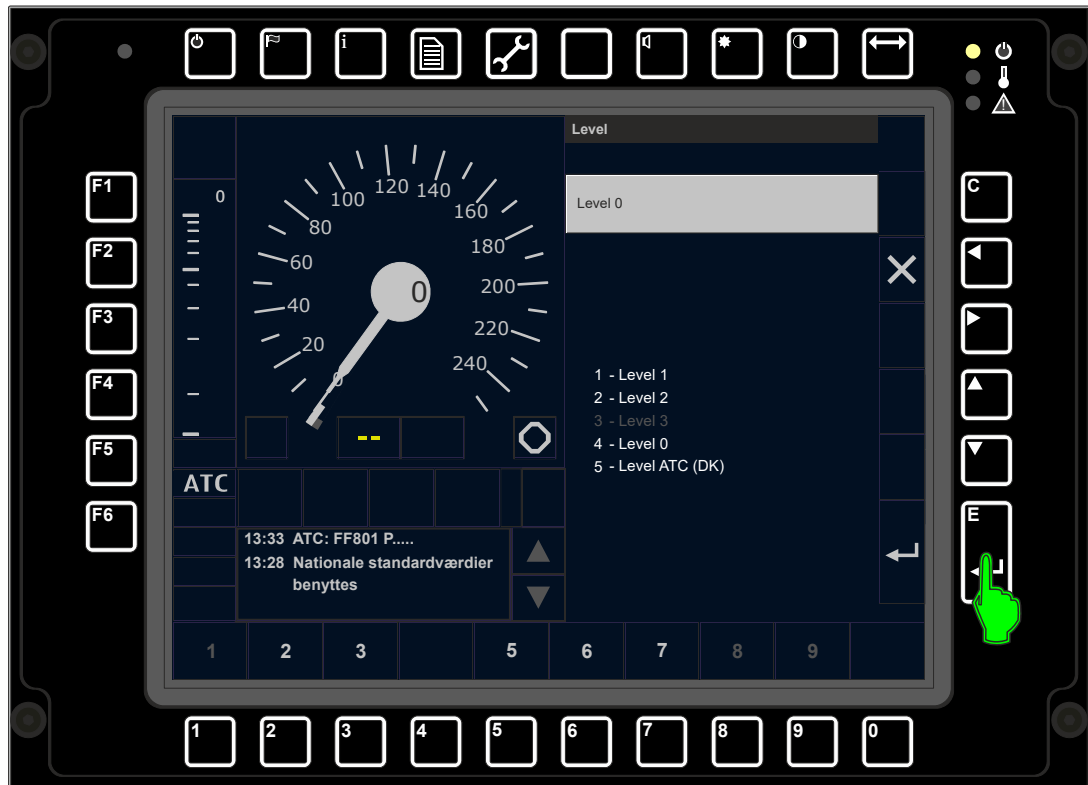 i
F1
F2
F3
F4
F5
F6
C
E
Level
Level 0
0
0
20
40
60
80
100
120
140
160
180
200
220
240
0
1 - Level 1
2 - Level 2
3 - Level 3
4 - Level 0
5 - Level ATC (DK)
--
ATC
13:33 ATC: FF801 P.....
13:28 Nationale standardværdier
benyttes
1 2 3 5 6 7 8 9
1 2 3 4 5 6 7 8 9 0